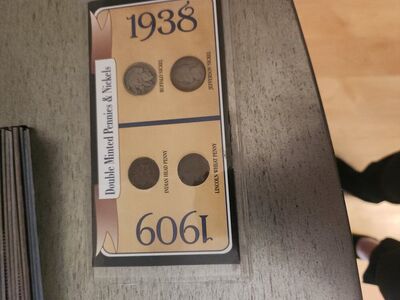 Double Minted Pennies & Nickels
1938
BUFFALO NICKEL
JEFFERSON NICKEL
INDIAN HEAD PENNY
LINCOLN WHEAT PENNY
1909